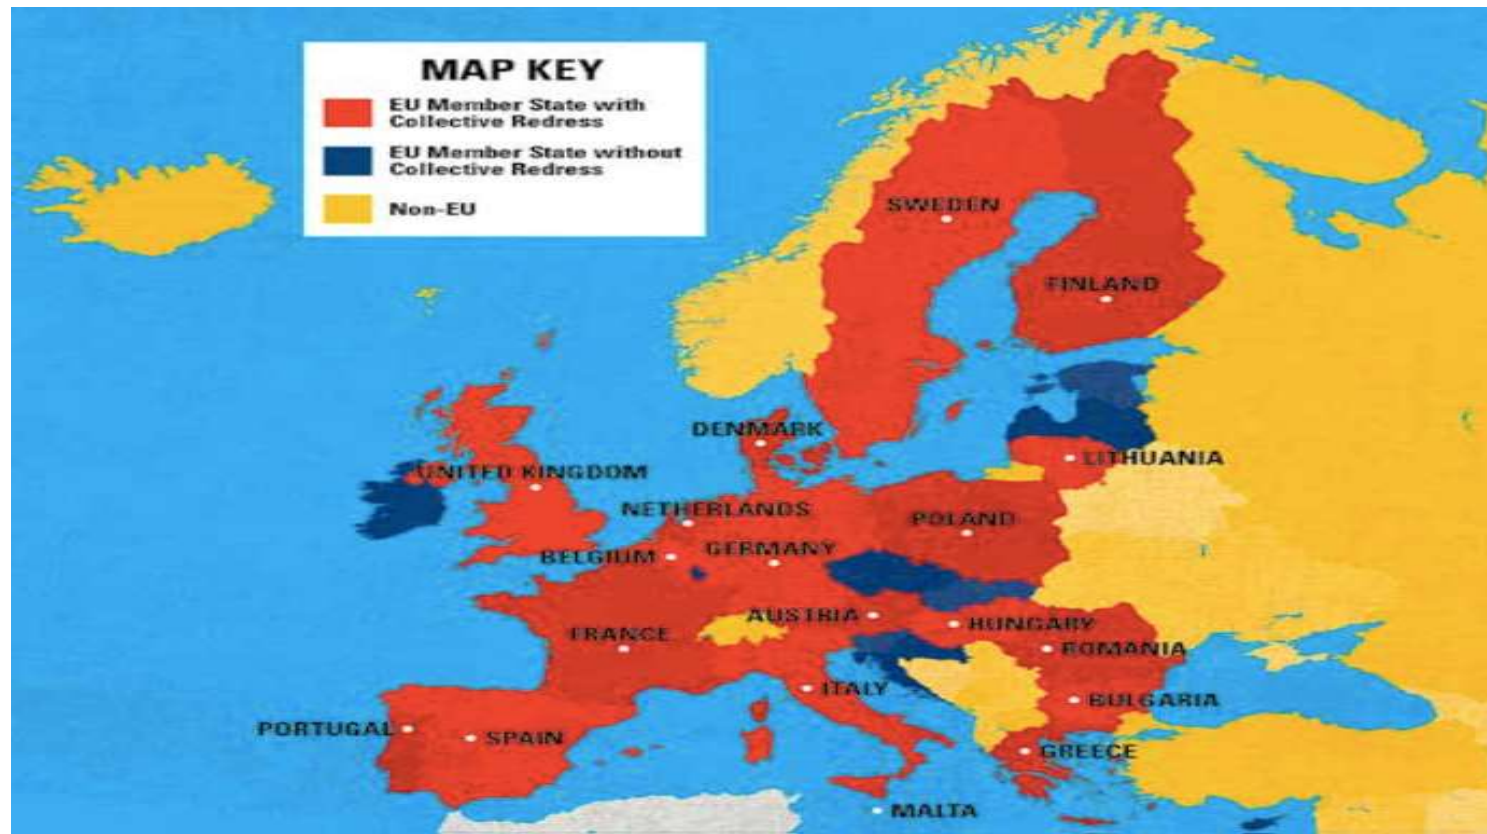 MAP KEY
EU Member State with
Collective Redress
EU Member State without
Collective Redress
Non-EU
SWEDEN
FINLAND
DENMARK
LITHUANIA
UNITED KINGDOM
NETHERLANDS
POLAND
BELGIUM
GERMANY
AUSTRIA
HUNGARY
FRANCE
ROMANIA
ITALY
BULGARIA
PORTUGAL
SPAIN
GREECE
MALTA